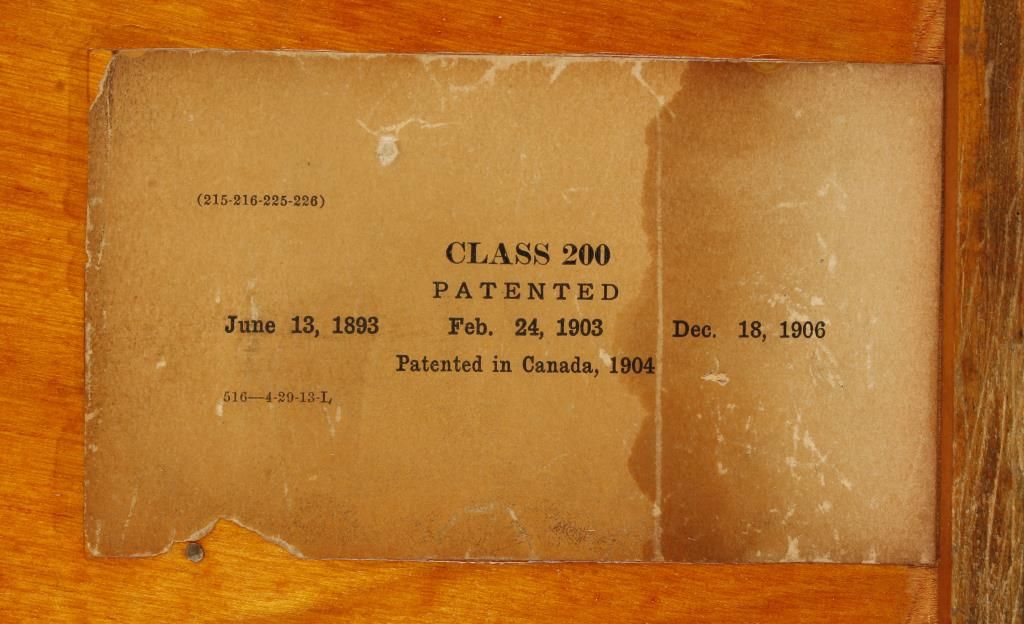 (215-216-225-226)
CLASS 200
PATENTED
June 13, 1893 Feb. 24, 1903 Dec. 18, 1906
Patented in Canada, 1904
516—4-29-13-L